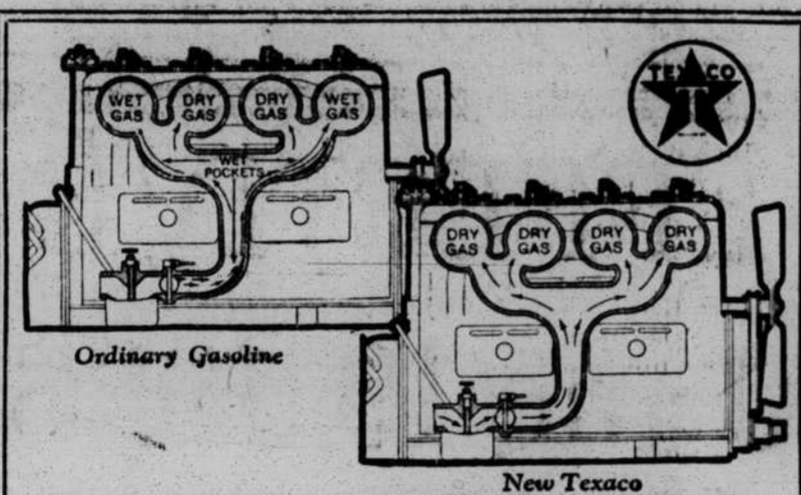 TEXACO
T
WET GAS
DRY GAS
DRY GAS
WET GAS
WET POCKETS
Ordinary Gasoline
DRY GAS
DRY GAS
DRY GAS
DRY GAS
New Texaco